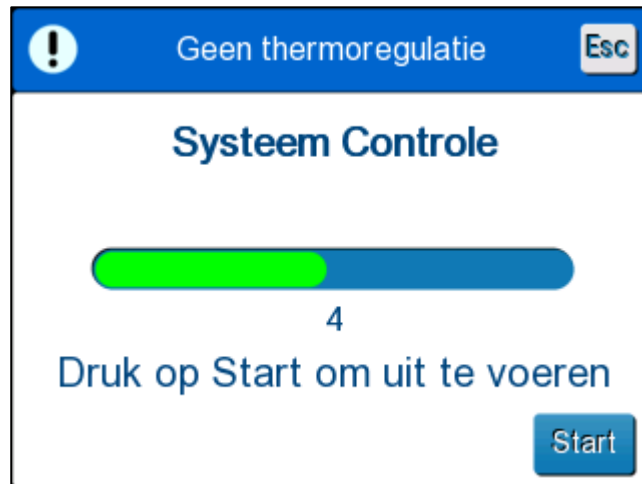 Geen thermoregulatie
Esc
Systeem Controle
4
Druk op Start om uit te voeren
Start